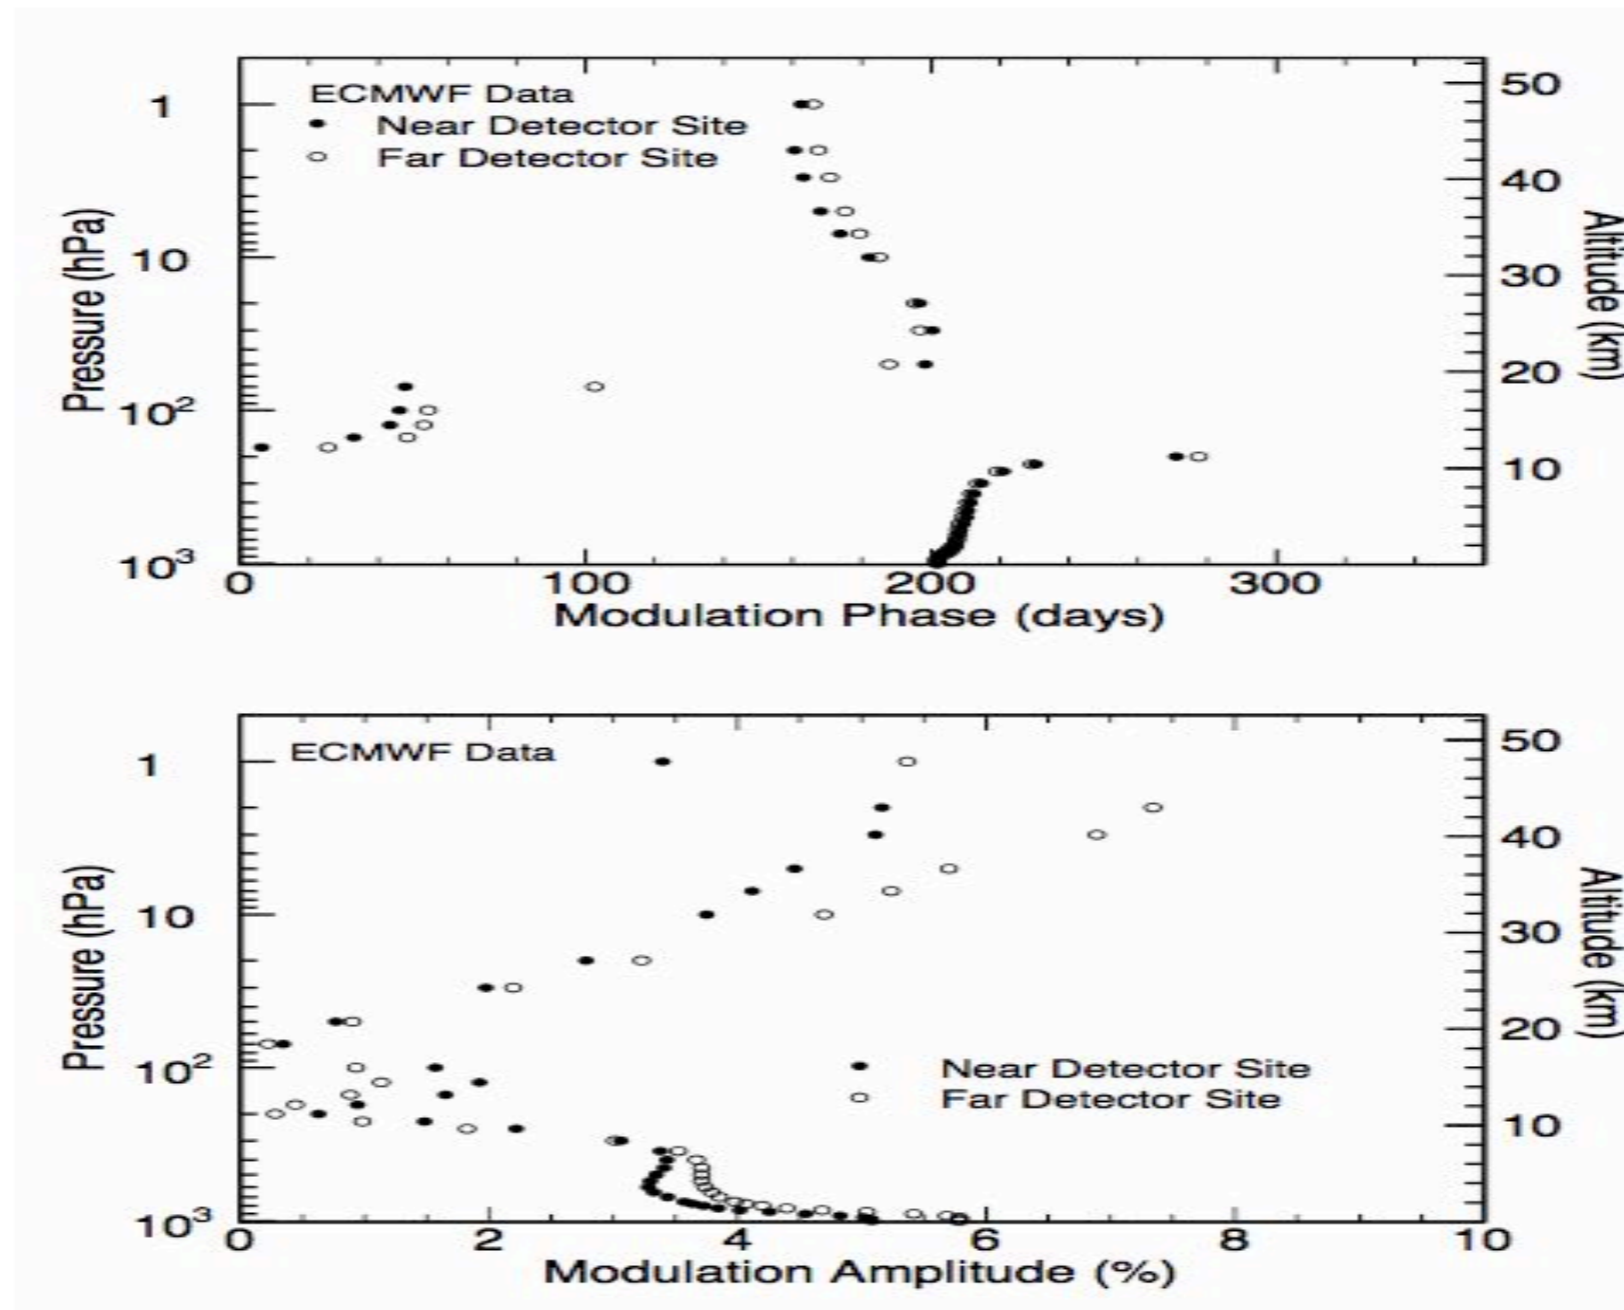 ECMWF Data
Near Detector Site
Far Detector Site
1
10
10²
10³
Pressure (hPa)
50
40
30
20
10
Altitude (km)
0 100 200 300
Modulation Phase (days)
ECMWF Data
Near Detector Site
Far Detector Site
1
10
10²
10³
Pressure (hPa)
50
40
30
20
10
Altitude (km)
0 2 4 6 8 10
Modulation Amplitude (%)